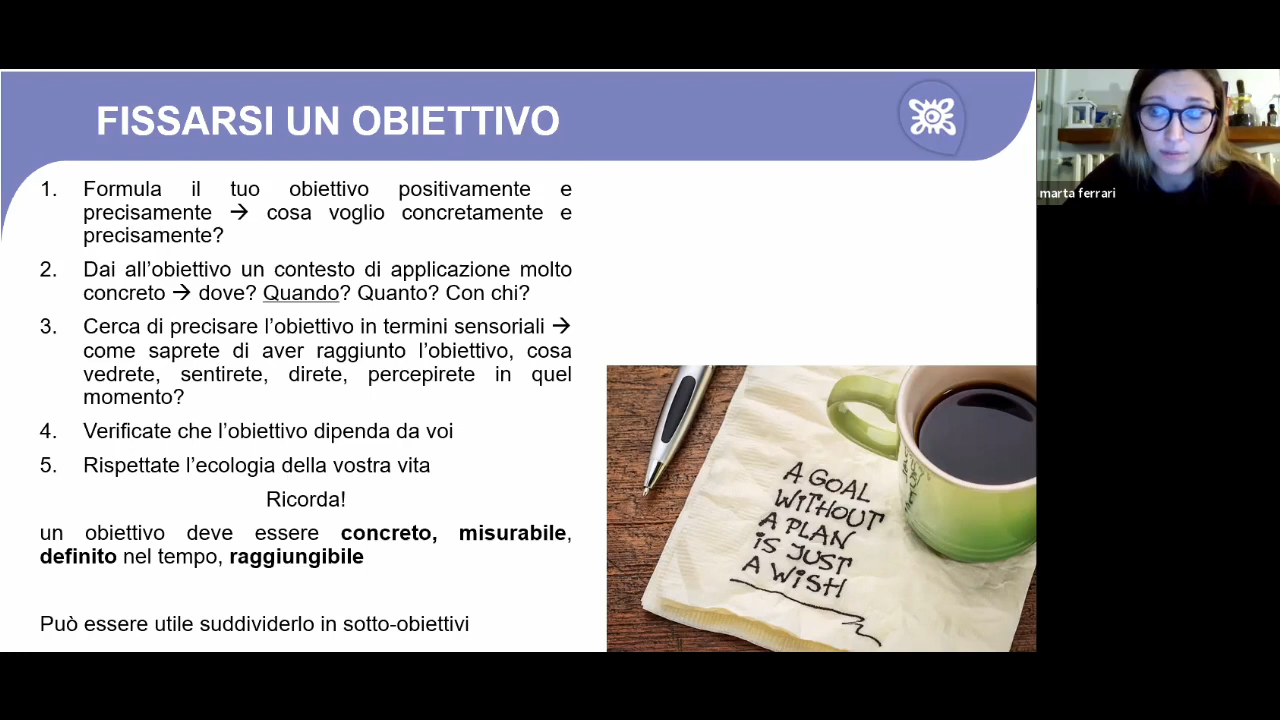 FISSARSI UN OBIETTIVO
1. Formula il tuo obiettivo positivamente e
precisamente → cosa voglio concretamente e
precisamente?
2. Dai all’obiettivo un contesto di applicazione molto
concreto → dove? Quando? Quanto? Con chi?
3. Cerca di precisare l’obiettivo in termini sensoriali →
come saprete di aver raggiunto l’obiettivo, cosa
vedrete, sentirete, direte, percepirete in quel
momento?
4. Verificate che l’obiettivo dipenda da voi
5. Rispettate l’ecologia della vostra vita
Ricorda!
un obiettivo deve essere concreto, misurabile,
definito nel tempo, raggiungibile
Può essere utile suddividerlo in sotto-obiettivi
A GOAL
WITHOUT
A PLAN
IS JUST
A WISH
marta ferrari